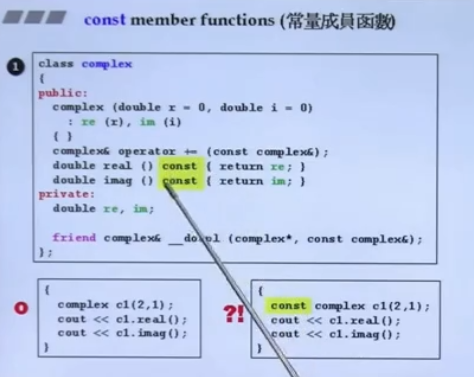 const member functions (常量成員函數)
1
class complex
{
public:
complex (double r = 0, double i = 0)
: re (r), im (i)
{ }
complex& operator += (const complex&);
double real () const { return re; }
double imag () const { return im; }
private:
double re, im;
friend complex& __doapl (complex*, const complex&);
};
{
complex c1(2,1);
cout << c1.real();
cout << c1.imag();
}
?!
{
const complex c1(2,1);
cout << c1.real();
cout << c1.imag();
}